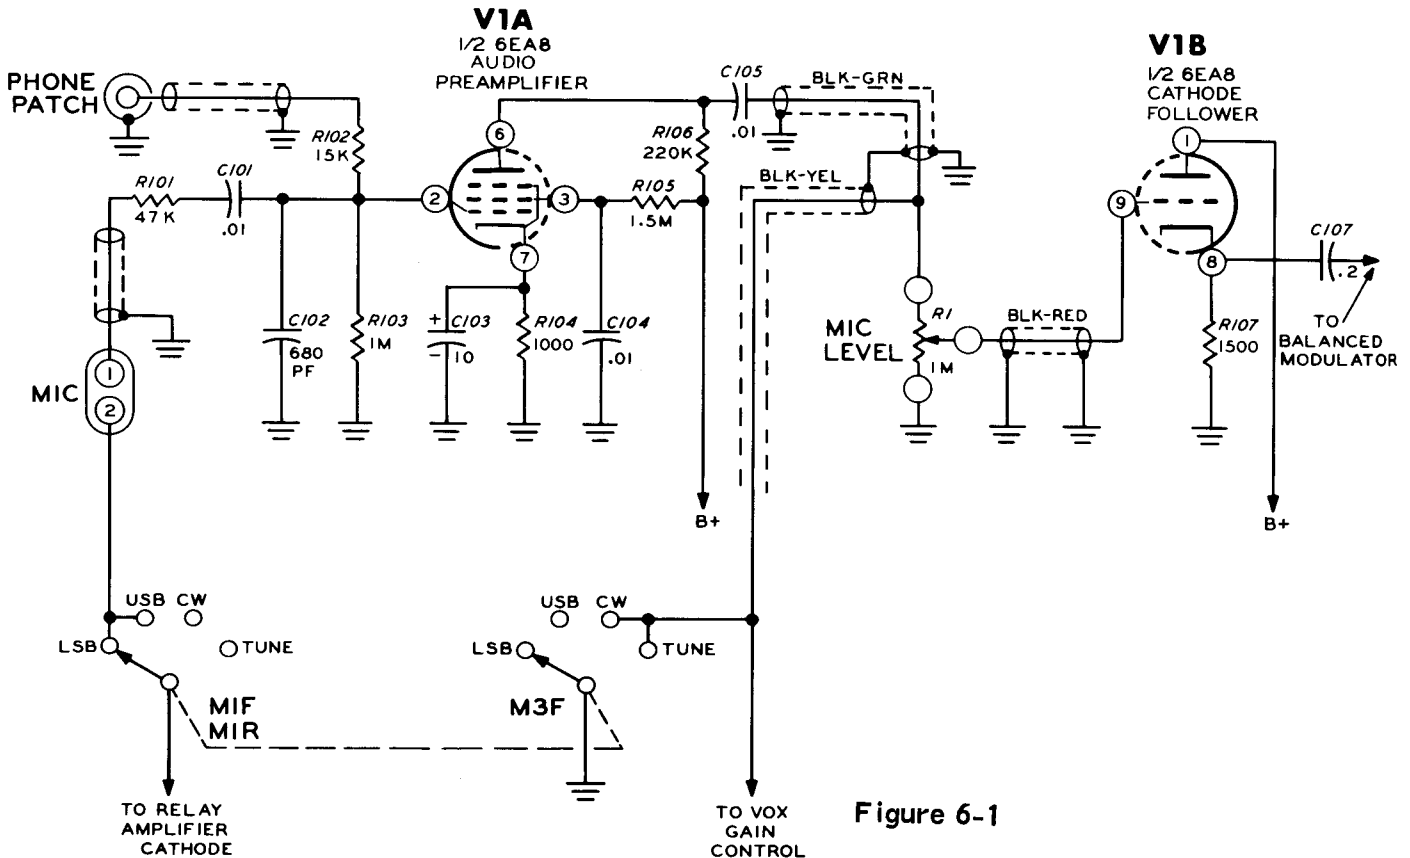 V1A
1/2 6EA8
AUDIO
PREAMPLIFIER
V1B
1/2 6EA8
CATHODE
FOLLOWER
PHONE
PATCH
R102
15K
R101
47K
C101
.01
6
2
3
7
C105
.01
R106
220K
R105
1.5M
BLK-GRN
BLK-YEL
1
9
8
C107
.2
TO
BALANCED
MODULATOR
C102
680
PF
R103
1M
+
C103
-
10
R104
1000
C104
.01
MIC
LEVEL
R1
1M
BLK-RED
R107
1500
MIC
1
2
B+
B+
USB
CW
LSB
TUNE
M1F
M1R
USB
CW
LSB
TUNE
M3F
TO RELAY
AMPLIFIER
CATHODE
TO VOX
GAIN
CONTROL
Figure 6-1